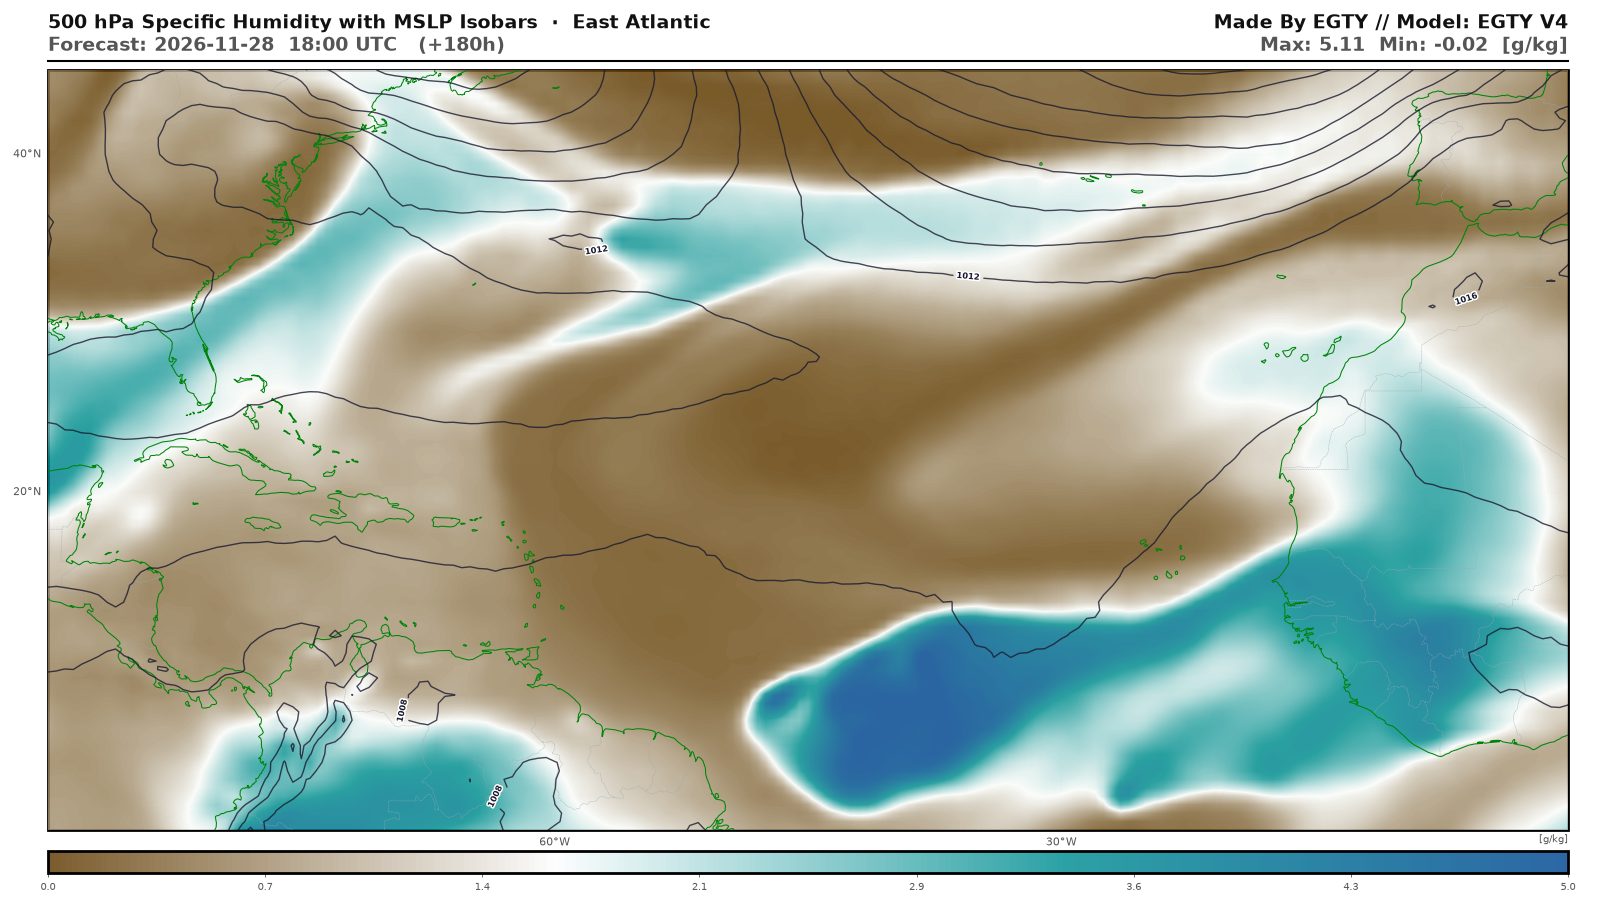 500 hPa Specific Humidity with MSLP Isobars · East Atlantic
Made By EGTY // Model: EGTY V4
Forecast: 2026-11-28 18:00 UTC (+180h)
Max: 5.11 Min: -0.02 [g/kg]
40°N
1012
1012
1016
20°N
1008
1008
60°W
30°W
[g/kg]
0.0 0.7 1.4 2.1 2.9 3.6 4.3 5.0